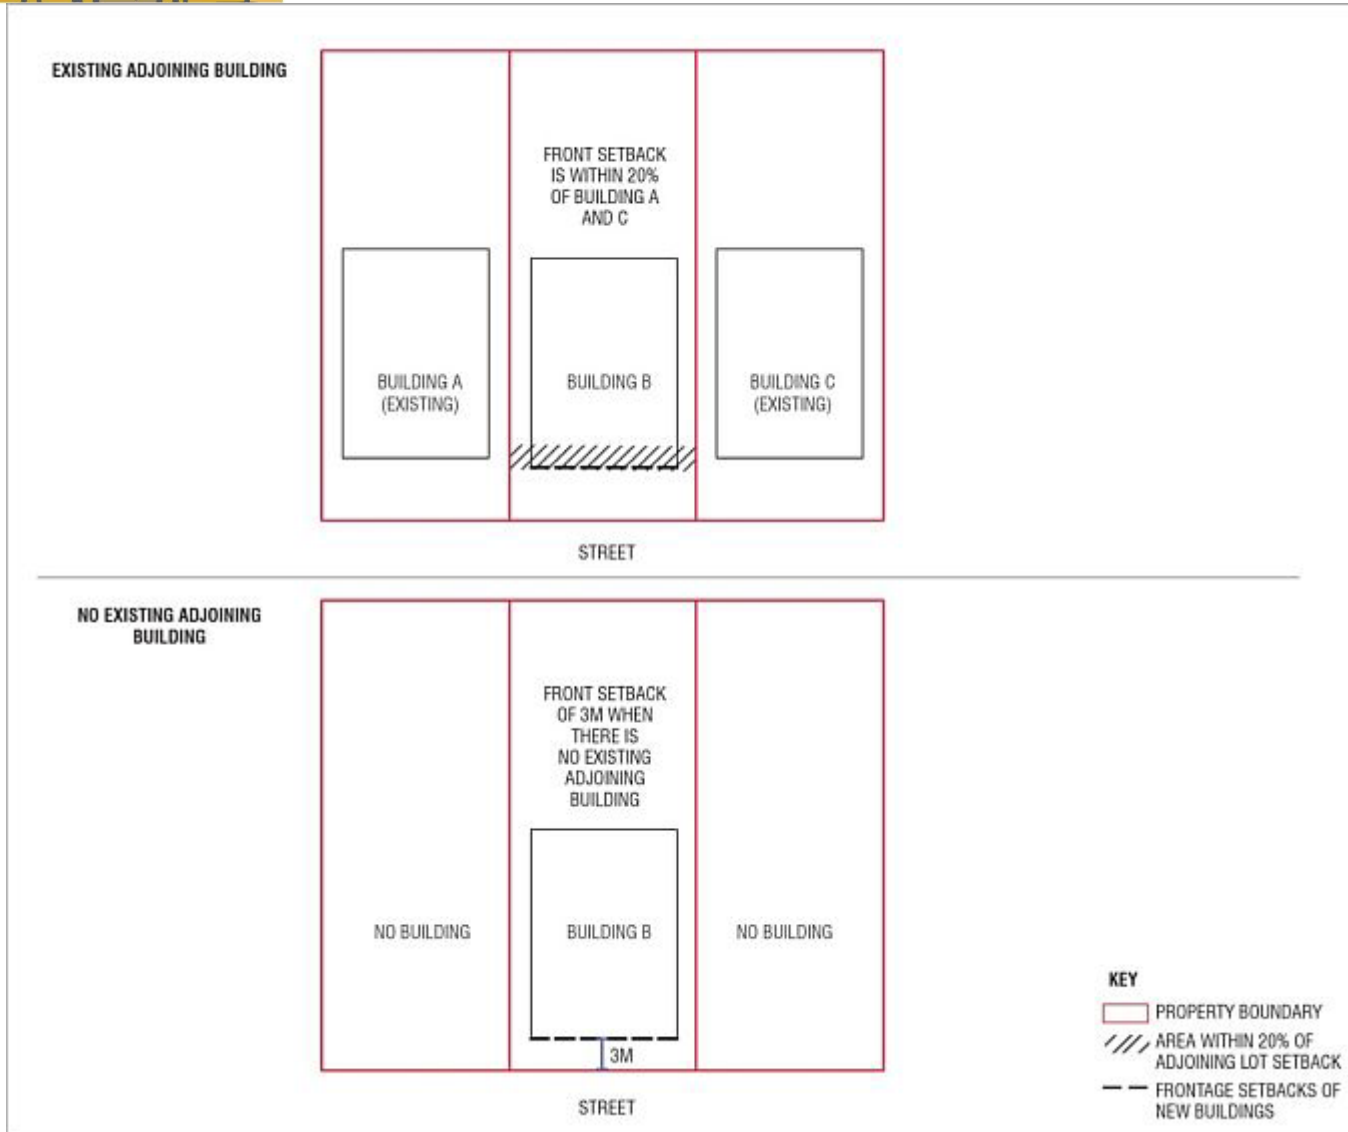 EXISTING ADJOINING BUILDING
FRONT SETBACK
IS WITHIN 20%
OF BUILDING A
AND C
BUILDING A
(EXISTING)
BUILDING B
BUILDING C
(EXISTING)
STREET
NO EXISTING ADJOINING
BUILDING
FRONT SETBACK
OF 3M WHEN
THERE IS
NO EXISTING
ADJOINING
BUILDING
NO BUILDING
BUILDING B
NO BUILDING
3M
STREET
KEY
PROPERTY BOUNDARY
AREA WITHIN 20% OF
ADJOINING LOT SETBACK
FRONTAGE SETBACKS OF
NEW BUILDINGS